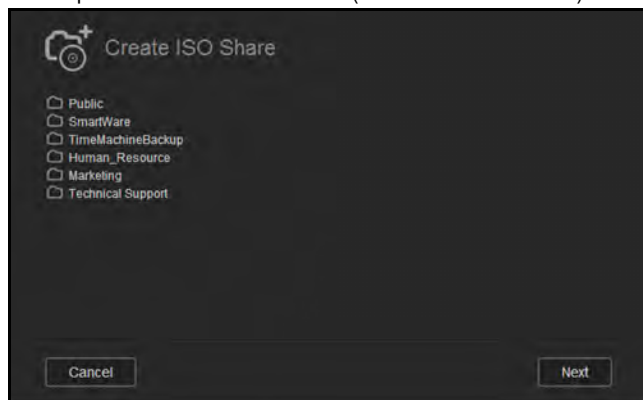 Create ISO Share
Public
SmartWare
TimeMachineBackup
Human_Resource
Marketing
Technical Support
Cancel
Next